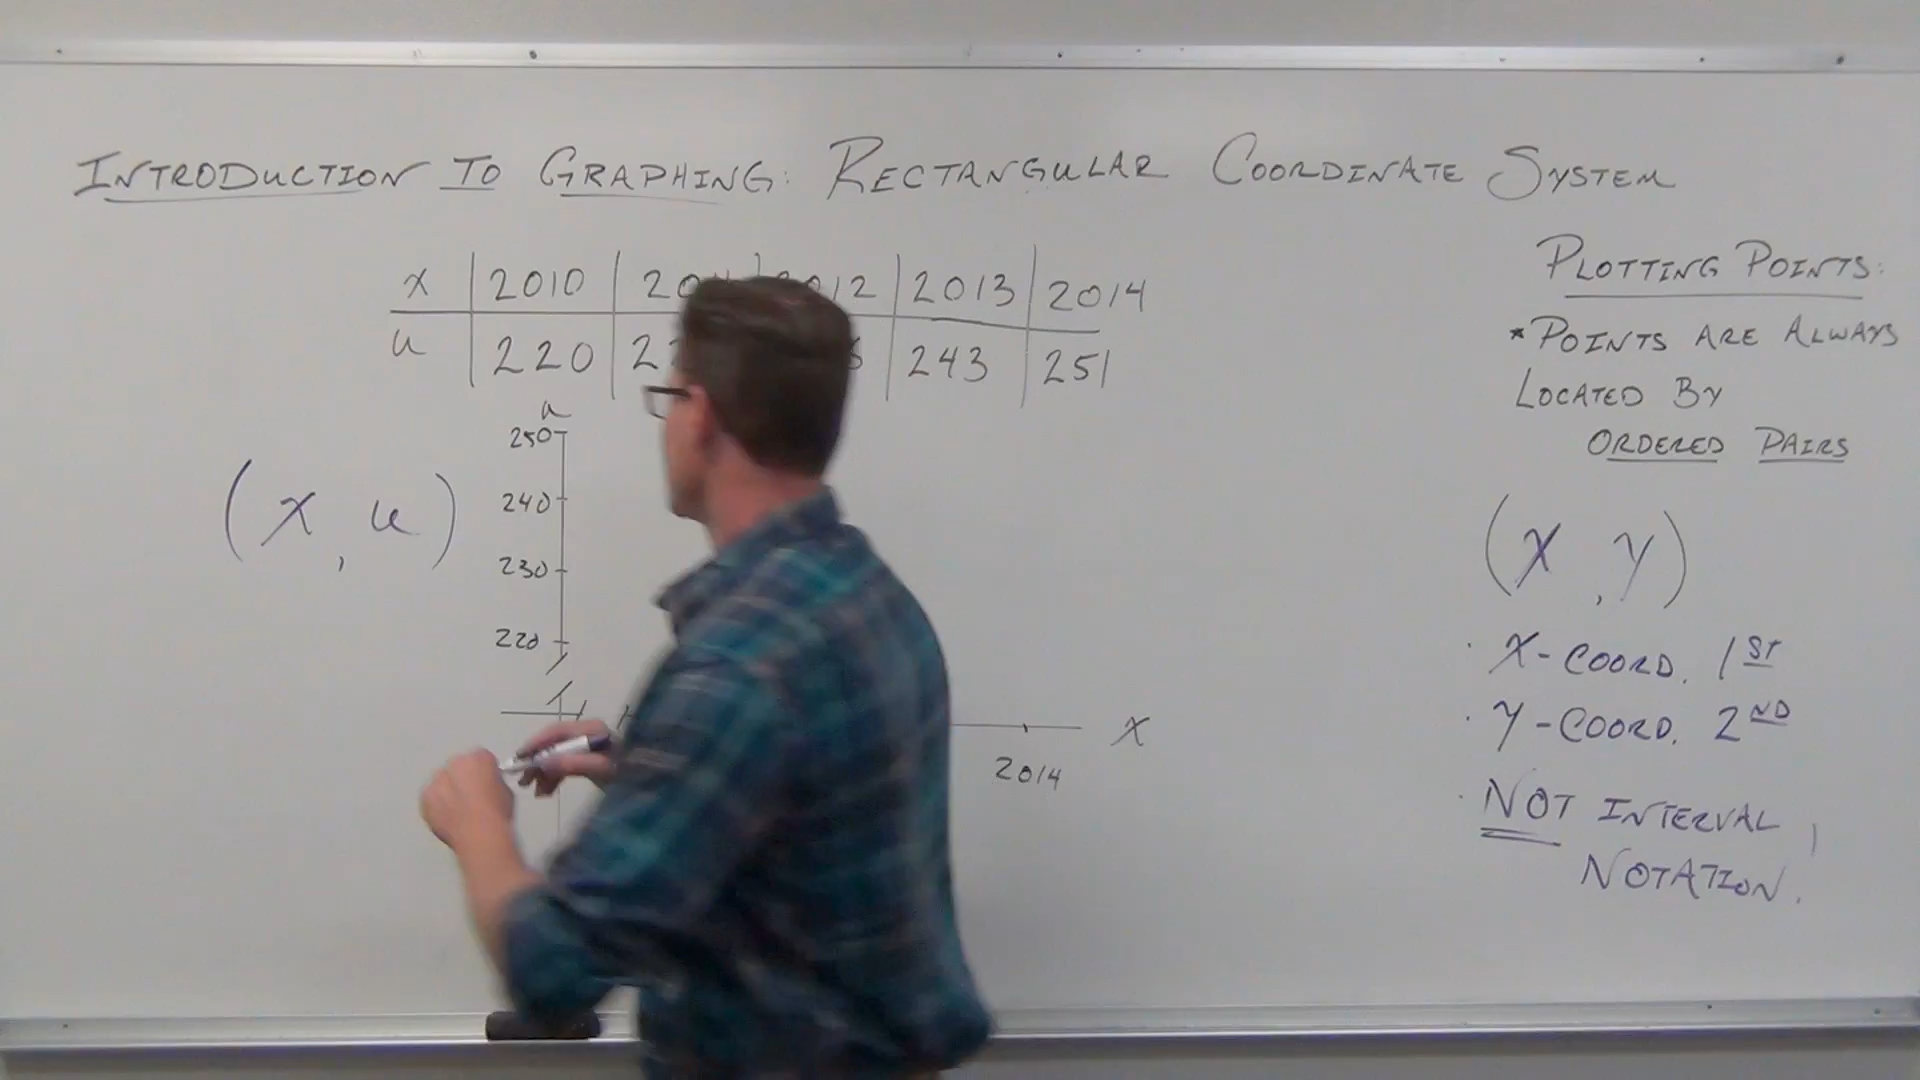 INTRODUCTION TO GRAPHING: RECTANGULAR COORDINATE SYSTEM
x 2010 2012 2013 2014
u 220 243 251
u
250
240
230
220
(x, u)
x
2014
PLOTTING POINTS:
* POINTS ARE ALWAYS
LOCATED BY
ORDERED PAIRS
(X, Y)
· X-COORD. 1ST
· Y-COORD. 2ND
· NOT INTERVAL
NOTATION.